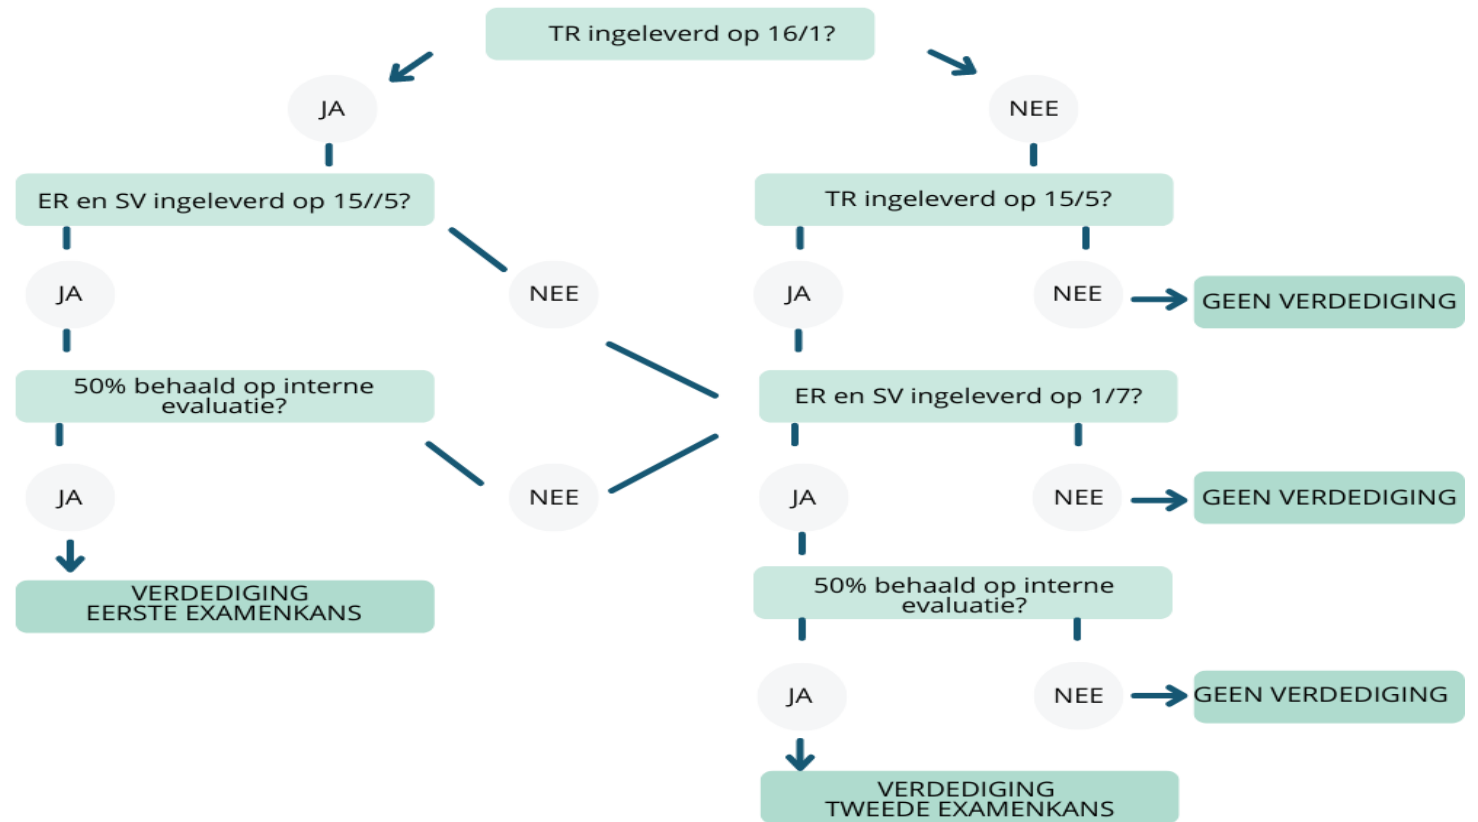 TR ingeleverd op 16/1?
JA
NEE
ER en SV ingeleverd op 15//5?
TR ingeleverd op 15/5?
JA
NEE
JA
NEE
GEEN VERDEDIGING
50% behaald op interne
evaluatie?
ER en SV ingeleverd op 1/7?
JA
NEE
JA
NEE
GEEN VERDEDIGING
VERDEDIGING
EERSTE EXAMENKANS
50% behaald op interne
evaluatie?
JA
NEE
GEEN VERDEDIGING
VERDEDIGING
TWEEDE EXAMENKANS